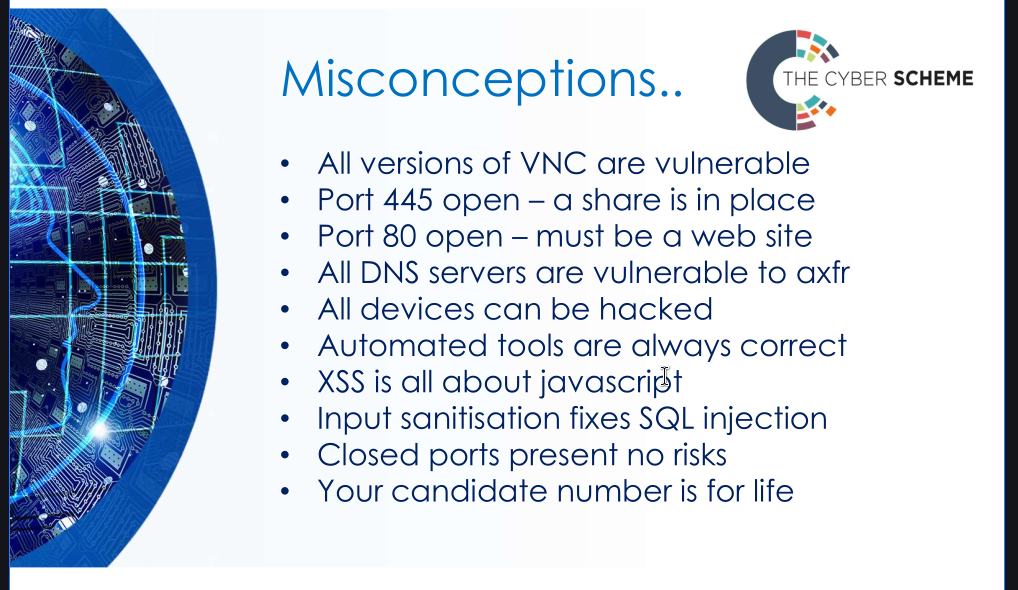 Misconceptions..
THE CYBER SCHEME
• All versions of VNC are vulnerable
• Port 445 open – a share is in place
• Port 80 open – must be a web site
• All DNS servers are vulnerable to axfr
• All devices can be hacked
• Automated tools are always correct
• XSS is all about javascript
• Input sanitisation fixes SQL injection
• Closed ports present no risks
• Your candidate number is for life